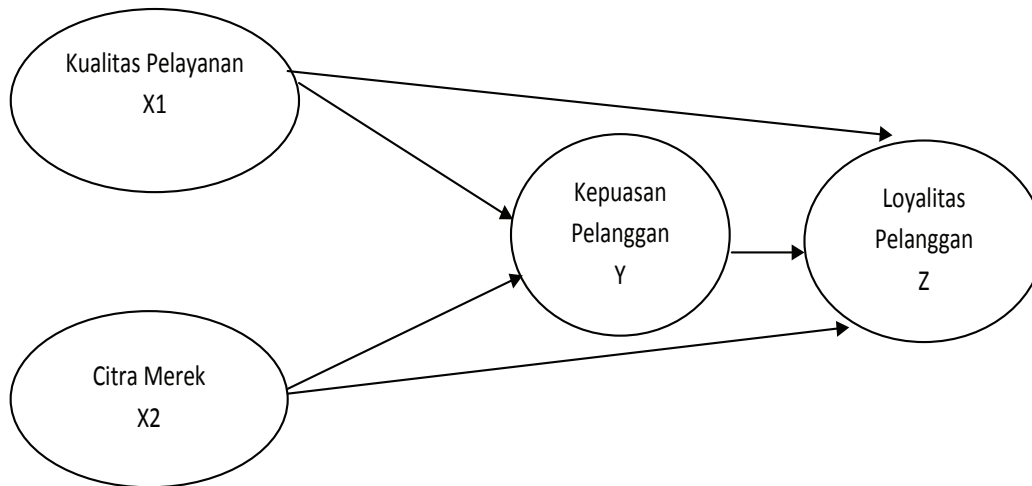 Kualitas Pelayanan
X1
Kepuasan
Pelanggan
Y
Loyalitas
Pelanggan
Z
Citra Merek
X2